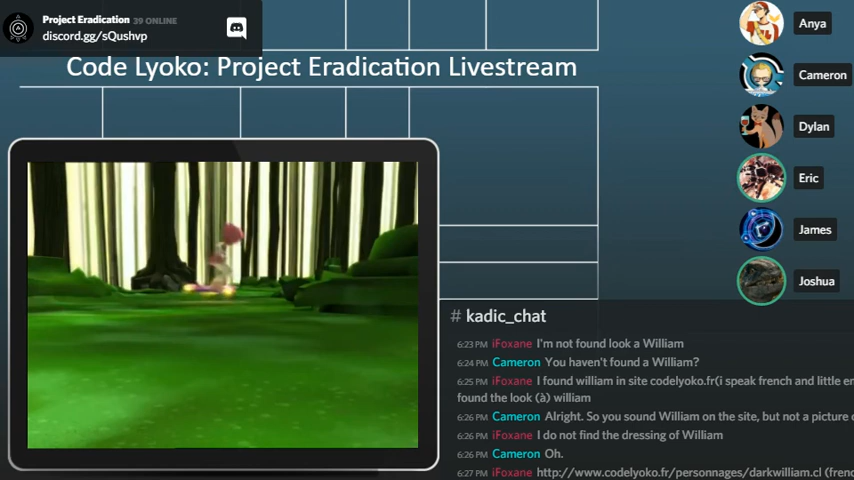 Project Eradication 39 ONLINE
discord.gg/sQushvp
Code Lyoko: Project Eradication Livestream
Anya
Cameron
Dylan
Eric
James
Joshua
# kadic_chat
6:23 PM iFoxane I'm not found look a William
6:24 PM Cameron You haven't found a William?
6:25 PM iFoxane I found william in site codelyoko.fr(i speak french and little en
found the look (à) william
6:26 PM Cameron Alright. So you sound William on the site, but not a picture o
6:26 PM iFoxane I do not find the dressing of William
6:26 PM Cameron Oh.
6:27 PM iFoxane http://www.codelyoko.fr/personnages/darkwilliam.cl (frenc